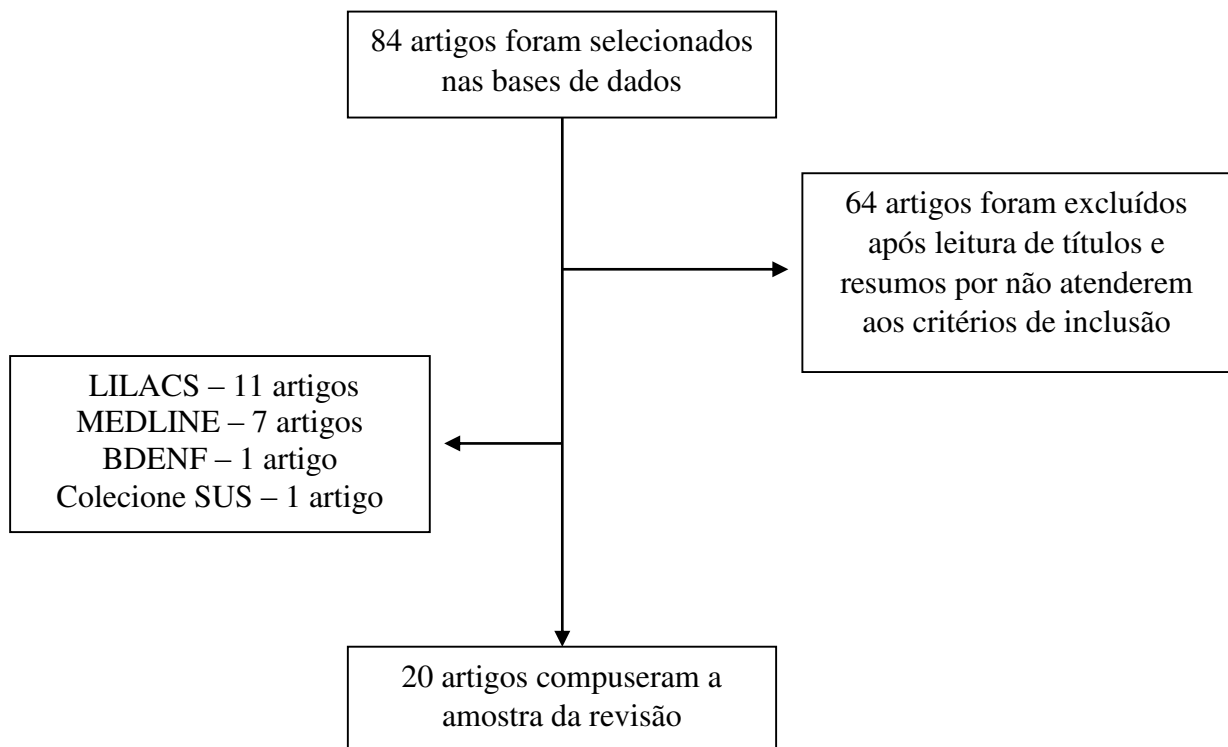 84 artigos foram selecionados
nas bases de dados
64 artigos foram excluídos
após leitura de títulos e
resumos por não atenderem
aos critérios de inclusão
LILACS – 11 artigos
MEDLINE – 7 artigos
BDENF – 1 artigo
Colecione SUS – 1 artigo
20 artigos compuseram a
amostra da revisão